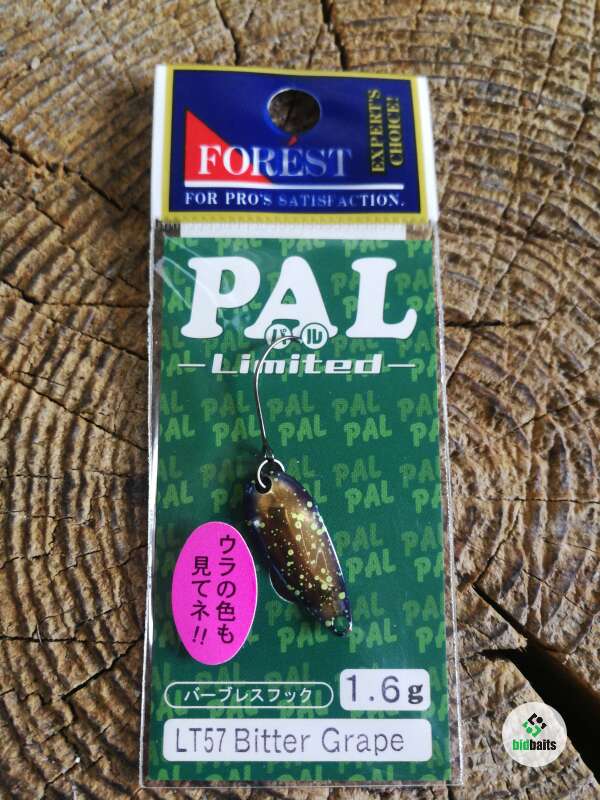 FOREST
EXPERT'S
CHOICE!
FOR PRO'S SATISFACTION.
PAL
パル
Limited
ウラの色も
見てネ!!
バーブレスフック
1.6g
LT57 Bitter Grape
bidbaits